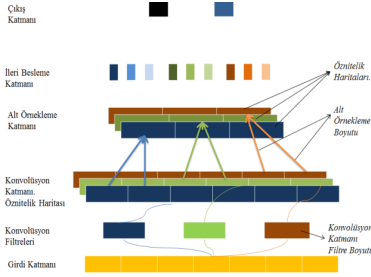 Çıkış
Katmanı
İleri Besleme
Katmanı
Öznitelik
Haritaları.
Alt Örnekleme
Katmanı
Alt
Örnekleme
Boyutu
Konvolüsyon
Katmanı.
Öznitelik Haritası
Konvolüsyon
Filtreleri
Konvolüsyon
Katmanı
Filtre Boyutu
Girdi Katmanı